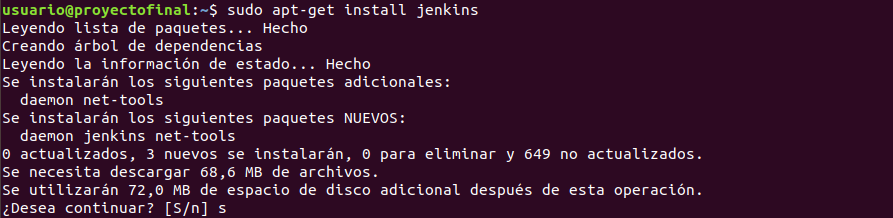 usuario@proyectofinal:~$ sudo apt-get install jenkins
Leyendo lista de paquetes... Hecho
Creando árbol de dependencias
Leyendo la información de estado... Hecho
Se instalarán los siguientes paquetes adicionales:
  daemon net-tools
Se instalarán los siguientes paquetes NUEVOS:
  daemon jenkins net-tools
0 actualizados, 3 nuevos se instalarán, 0 para eliminar y 649 no actualizados.
Se necesita descargar 68,6 MB de archivos.
Se utilizarán 72,0 MB de espacio de disco adicional después de esta operación.
¿Desea continuar? [S/n] s